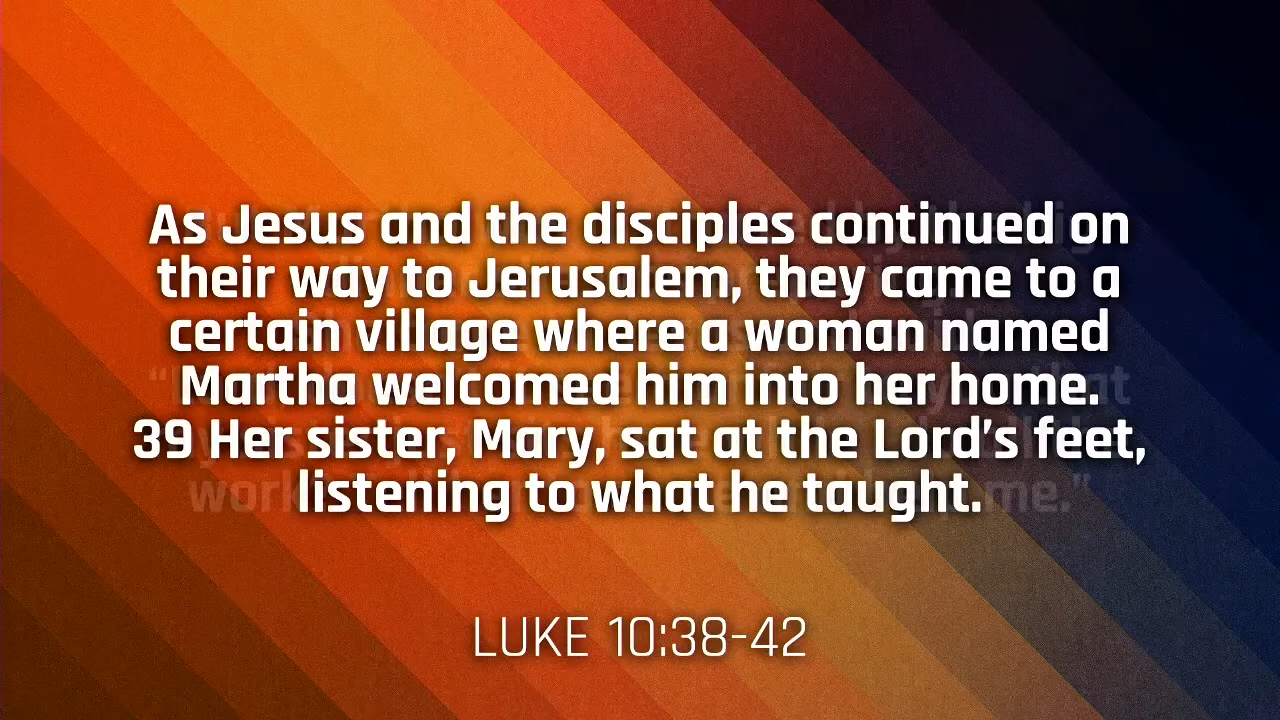 As Jesus and the disciples continued on
their way to Jerusalem, they came to a
certain village where a woman named
Martha welcomed him into her home.
39 Her sister, Mary, sat at the Lord’s feet,
listening to what he taught.
LUKE 10:38-42